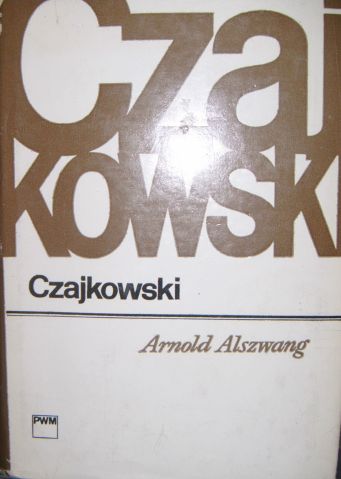 Czaj
kowski
Czajkowski
Arnold Alszwang
PWM